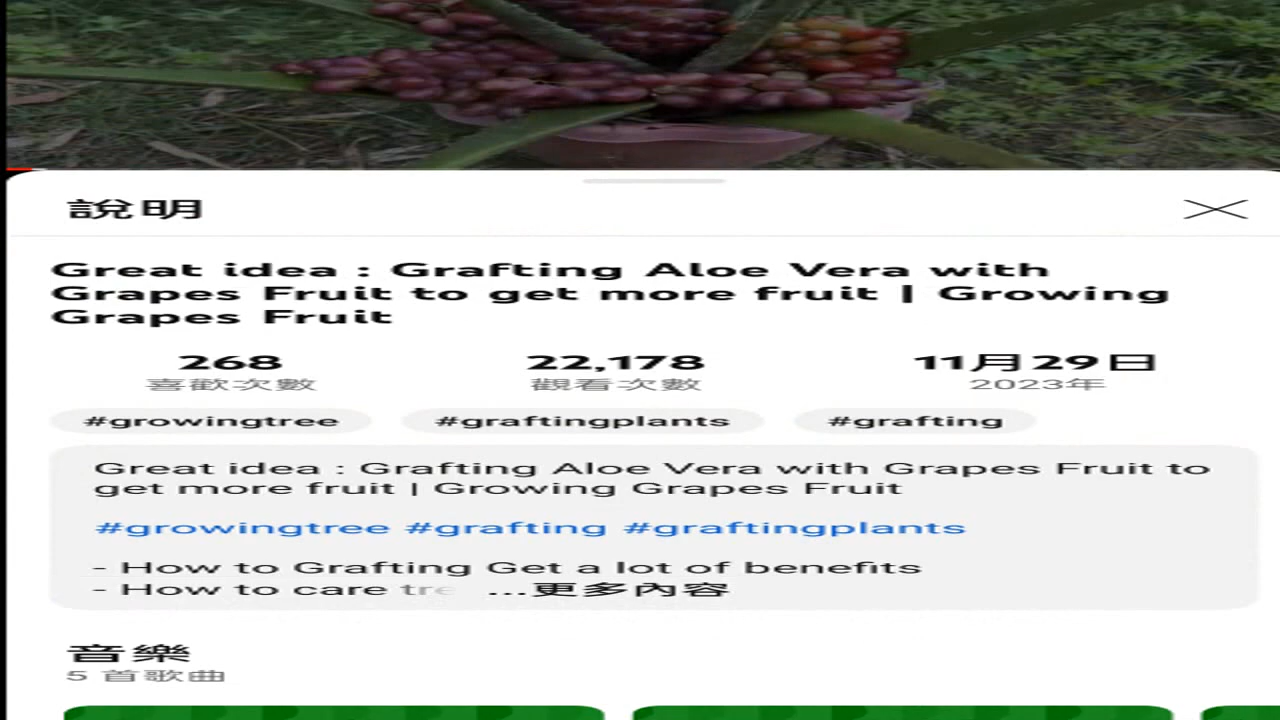 說明
Great idea : Grafting Aloe Vera with
Grapes Fruit to get more fruit | Growing
Grapes Fruit
268 22,178 11月29日
喜歡次數 觀看次數 2023年
#growingtree #graftingplants #grafting
Great idea : Grafting Aloe Vera with Grapes Fruit to
get more fruit | Growing Grapes Fruit
#growingtree #grafting #graftingplants
- How to Grafting Get a lot of benefits
- How to care tre ...更多內容
音樂
5 首歌曲